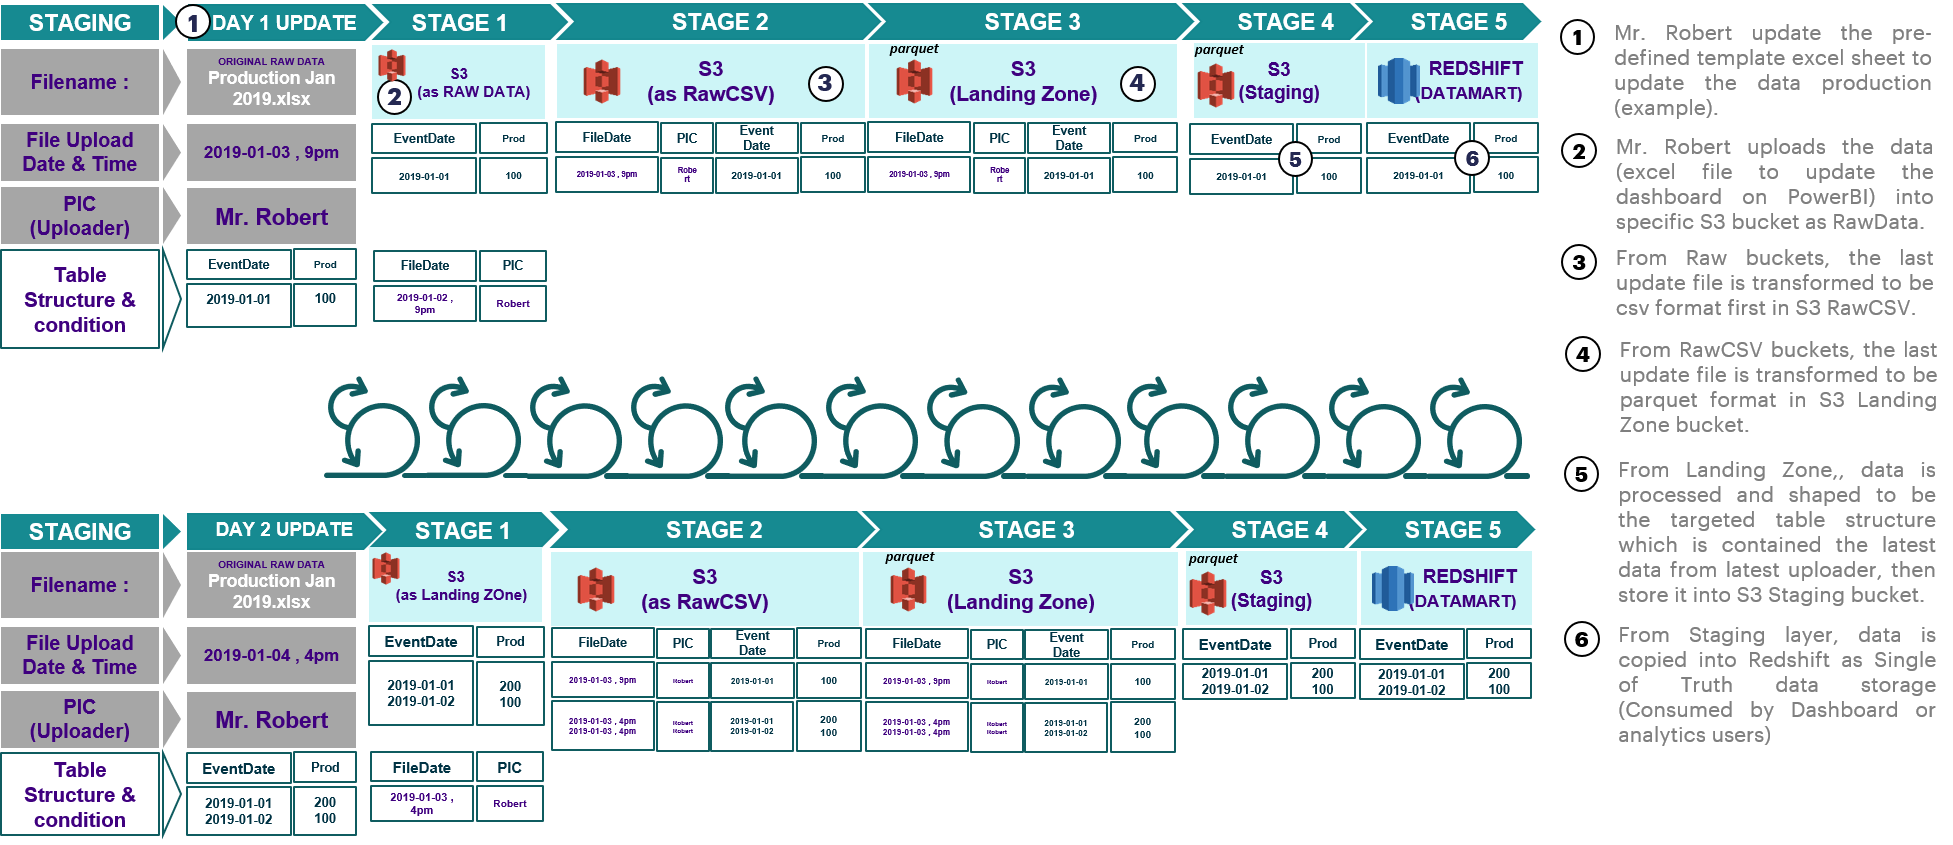 STAGING
1
DAY 1 UPDATE
STAGE 1
STAGE 2
STAGE 3
STAGE 4
STAGE 5
Filename :
ORIGINAL RAW DATA
Production Jan
2019.xlsx
2
S3
(as RAW DATA)
S3
(as RawCSV)
3
parquet
S3
(Landing Zone)
4
parquet
S3
(Staging)
REDSHIFT
(DATAMART)
File Upload
Date & Time
2019-01-03 , 9pm
EventDate
Prod
2019-01-01
100
FileDate
PIC
Event
Date
Prod
2019-01-03 , 9pm
Robe
rt
2019-01-01
100
FileDate
PIC
Event
Date
Prod
2019-01-03 , 9pm
Robe
rt
2019-01-01
100
EventDate
Prod
5
2019-01-01
100
EventDate
Prod
6
2019-01-01
100
PIC
(Uploader)
Mr. Robert
Table
Structure &
condition
EventDate
Prod
2019-01-01
100
FileDate
PIC
2019-01-02 ,
9pm
Robert
STAGING
DAY 2 UPDATE
STAGE 1
STAGE 2
STAGE 3
STAGE 4
STAGE 5
Filename :
ORIGINAL RAW DATA
Production Jan
2019.xlsx
S3
(as Landing ZOne)
S3
(as RawCSV)
parquet
S3
(Landing Zone)
parquet
S3
(Staging)
REDSHIFT
(DATAMART)
File Upload
Date & Time
2019-01-04 , 4pm
EventDate
Prod
2019-01-01
2019-01-02
200
100
FileDate
PIC
Event
Date
Prod
2019-01-03 , 9pm
Robert
2019-01-01
100
2019-01-03 , 4pm
2019-01-03 , 4pm
Robert
Robert
2019-01-01
2019-01-02
200
100
FileDate
PIC
Event
Date
Prod
2019-01-03 , 9pm
Robert
2019-01-01
100
2019-01-03 , 4pm
2019-01-03 , 4pm
Robert
Robert
2019-01-01
2019-01-02
200
100
EventDate
Prod
2019-01-01
2019-01-02
200
100
EventDate
Prod
2019-01-01
2019-01-02
200
100
PIC
(Uploader)
Mr. Robert
Table
Structure &
condition
EventDate
Prod
2019-01-01
2019-01-02
200
100
FileDate
PIC
2019-01-03 ,
4pm
Robert
1
Mr. Robert update the pre-
defined template excel sheet to
update the data production
(example).
2
Mr. Robert uploads the data
(excel file to update the
dashboard on PowerBI) into
specific S3 bucket as RawData.
3
From Raw buckets, the last
update file is transformed to be
csv format first in S3 RawCSV.
4
From RawCSV buckets, the last
update file is transformed to be
parquet format in S3 Landing
Zone bucket.
5
From Landing Zone,, data is
processed and shaped to be
the targeted table structure
which is contained the latest
data from latest uploader, then
store it into S3 Staging bucket.
6
From Staging layer, data is
copied into Redshift as Single
of Truth data storage
(Consumed by Dashboard or
analytics users)